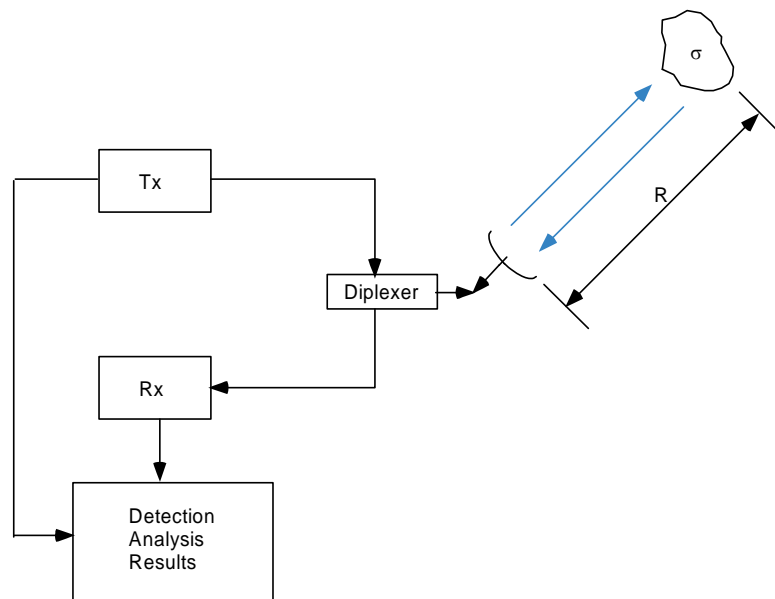 σ
Tx
R
Diplexer
Rx
Detection
Analysis
Results